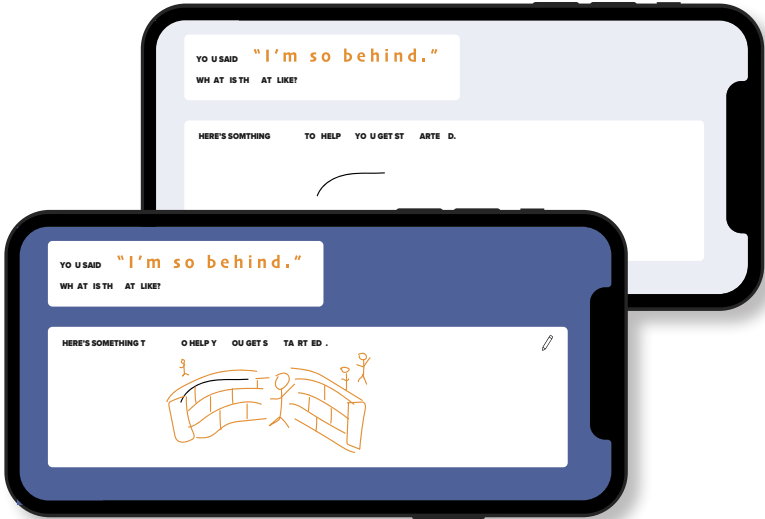 YO U SAID “I’m so behind.”
WH AT IS TH AT LIKE?
HERE'S SOMTHING TO HELP YO U GET ST ARTE D.
YO U SAID “I’m so behind.”
WH AT IS TH AT LIKE?
HERE'S SOMETHING T O HELP Y OU GET S TA RT ED .